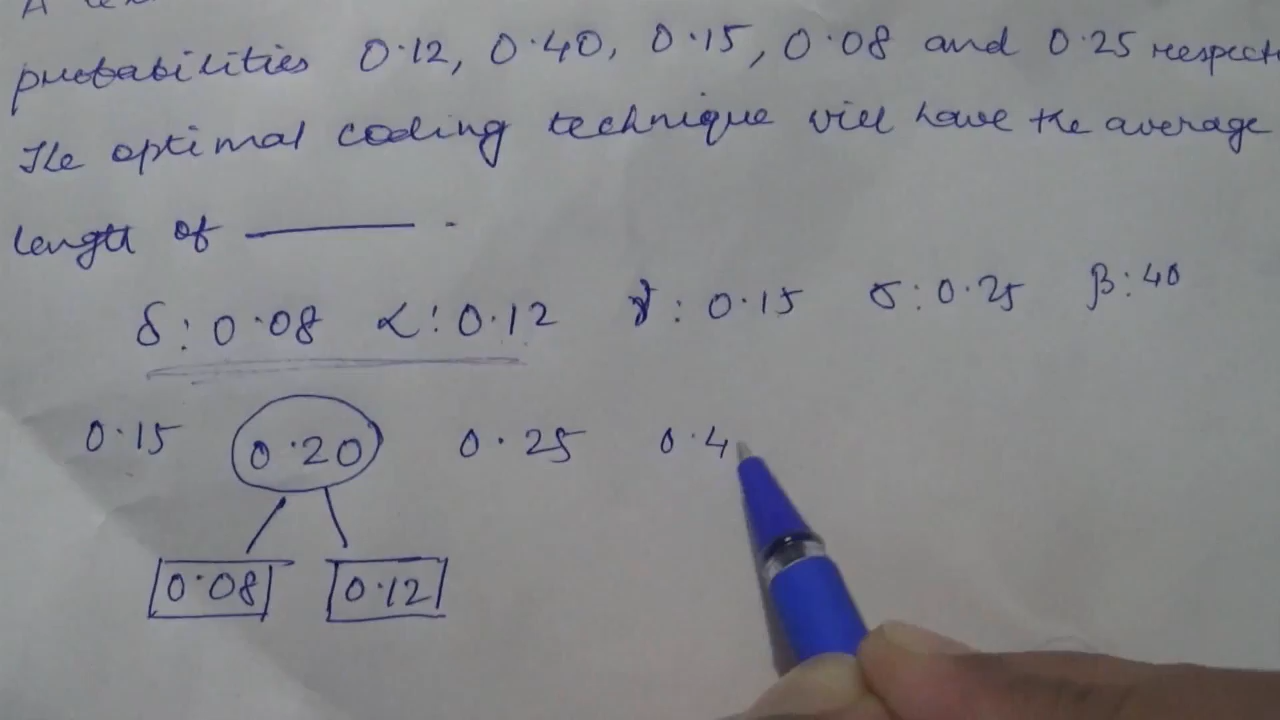 A
probabilities 0.12, 0.40, 0.15, 0.08 and 0.25
The optimal coding technique will have the average
length of ——— .
δ: 0.08 α: 0.12 γ: 0.15 σ: 0.25 β: 40
0.15 0.20 0.25 0.4
0.08 0.12